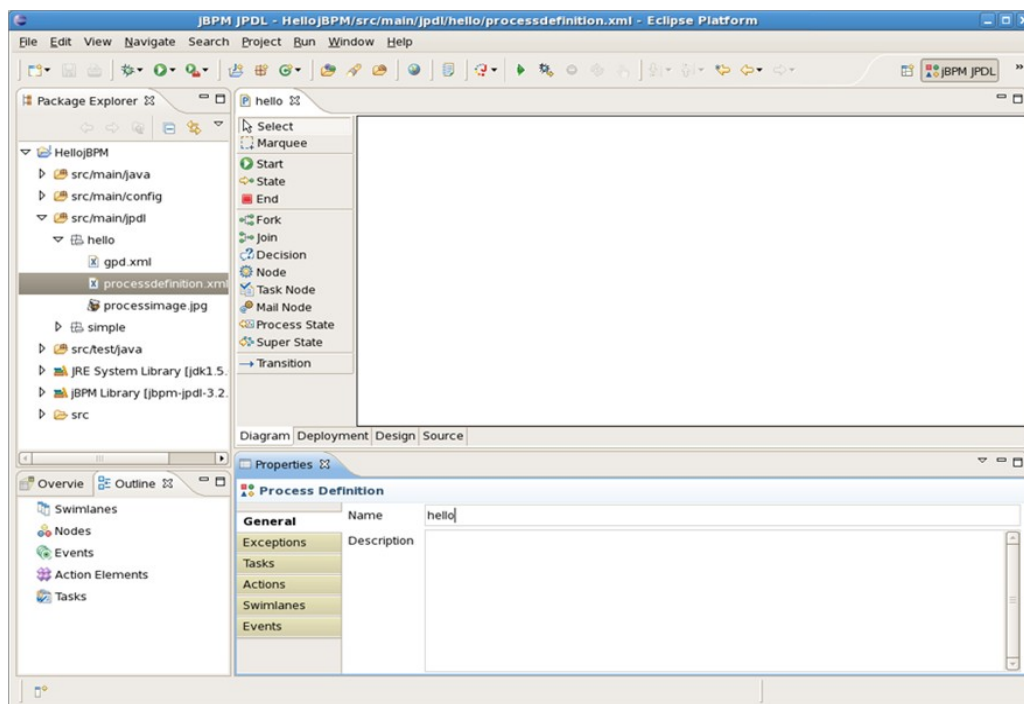 jBPM JPDL - HellojBPM/src/main/jpdl/hello/processdefinition.xml - Eclipse Platform
File Edit View Navigate Search Project Run Window Help
jBPM JPDL »
Package Explorer
HellojBPM
src/main/java
src/main/config
src/main/jpdl
hello
gpd.xml
processdefinition.xml
processimage.jpg
simple
src/test/java
JRE System Library [jdk1.5.
jBPM Library [jbpm-jpdl-3.2.
src
hello
Select
Marquee
Start
State
End
Fork
Join
Decision
Node
Task Node
Mail Node
Process State
Super State
Transition
Diagram Deployment Design Source
Overvie Outline
Swimlanes
Nodes
Events
Action Elements
Tasks
Properties
Process Definition
General
Exceptions
Tasks
Actions
Swimlanes
Events
Name hello
Description